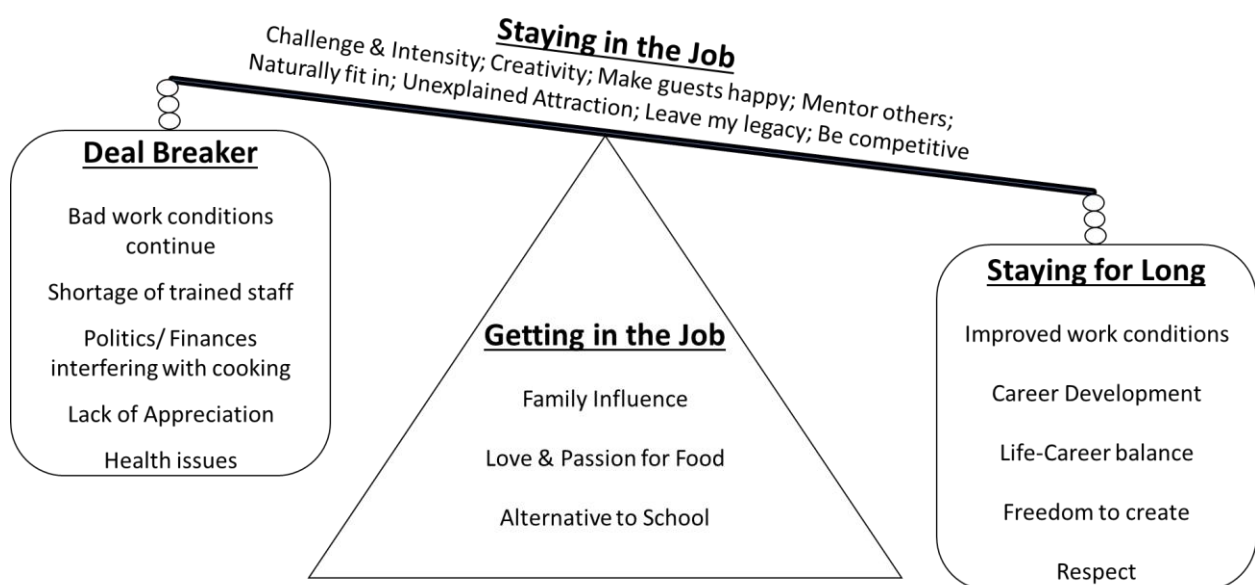 Staying in the Job
Challenge & Intensity; Creativity; Make guests happy; Mentor others;
Naturally fit in; Unexplained Attraction; Leave my legacy; Be competitive
Deal Breaker
Bad work conditions
continue
Shortage of trained staff
Politics/ Finances
interfering with cooking
Lack of Appreciation
Health issues
Getting in the Job
Family Influence
Love & Passion for Food
Alternative to School
Staying for Long
Improved work conditions
Career Development
Life-Career balance
Freedom to create
Respect